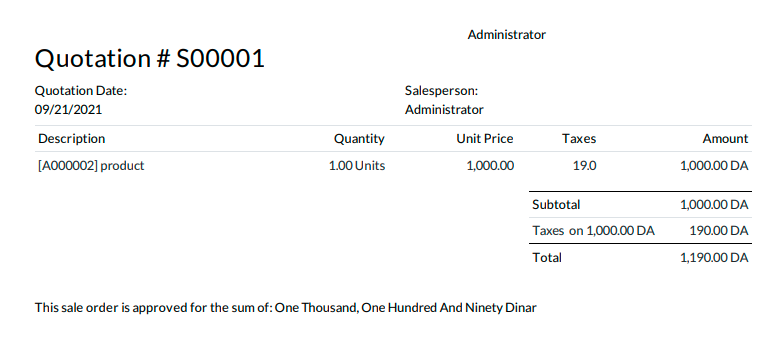 Administrator
Quotation # S00001
Quotation Date: Salesperson:
09/21/2021 Administrator
Description Quantity Unit Price Taxes Amount
[A000002] product 1.00 Units 1,000.00 19.0 1,000.00 DA
Subtotal 1,000.00 DA
Taxes on 1,000.00 DA 190.00 DA
Total 1,190.00 DA
This sale order is approved for the sum of: One Thousand, One Hundred And Ninety Dinar